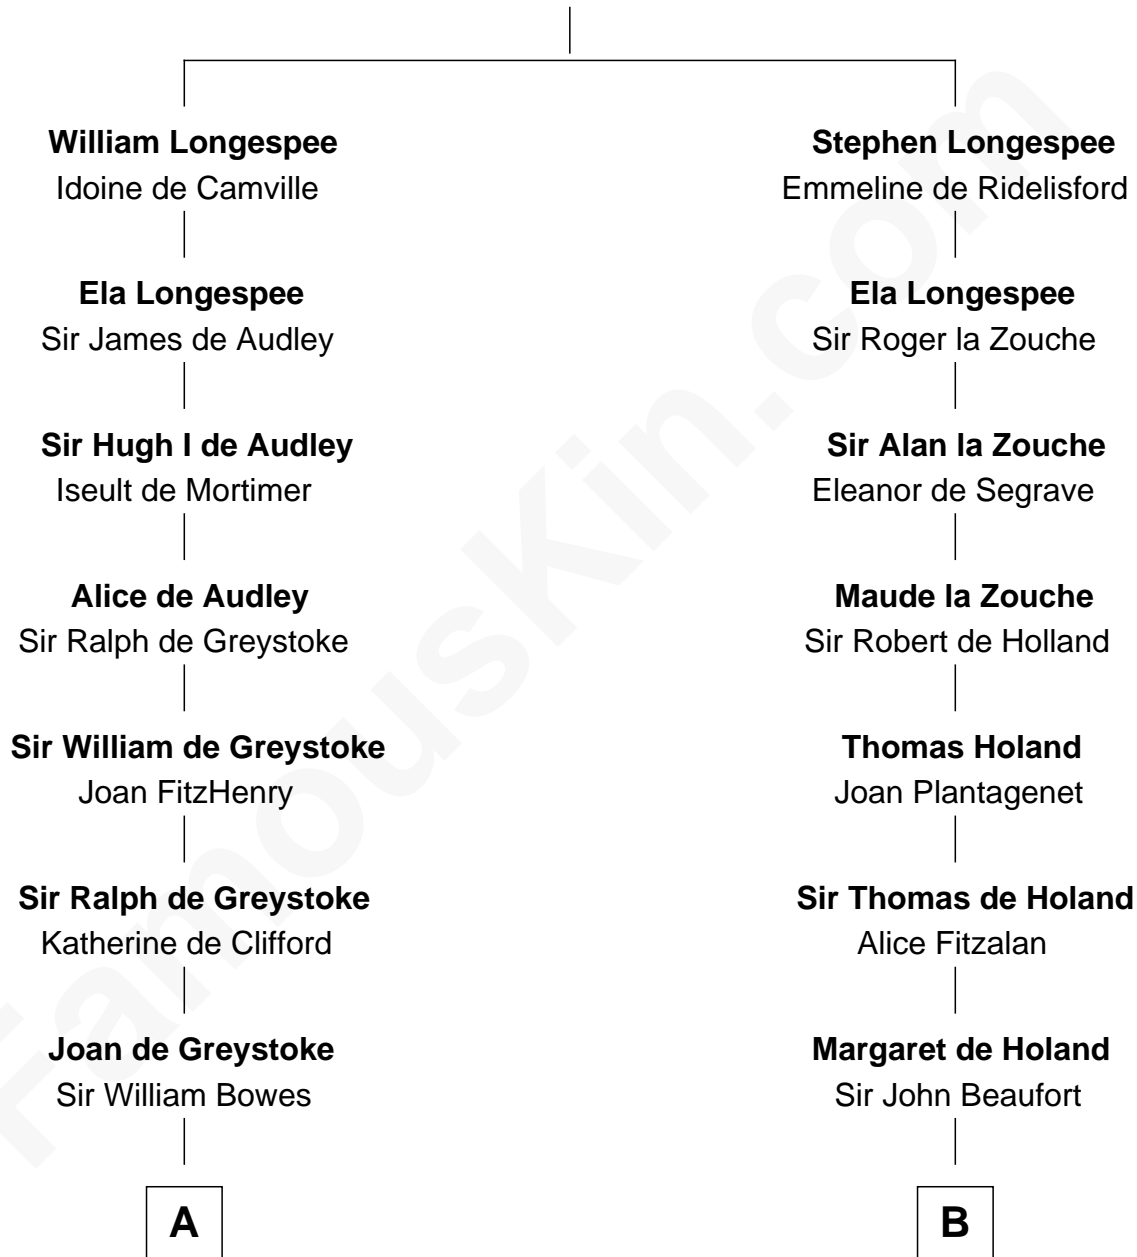 William Longespee
Idoine de Camville
Ela Longespee
Sir James de Audley
Sir Hugh I de Audley
Iseult de Mortimer
Alice de Audley
Sir Ralph de Greystoke
Sir William de Greystoke
Joan FitzHenry
Sir Ralph de Greystoke
Katherine de Clifford
Joan de Greystoke
Sir William Bowes
A
Stephen Longespee
Emmeline de Ridelisford
Ela Longespee
Sir Roger la Zouche
Sir Alan la Zouche
Eleanor de Segrave
Maude la Zouche
Sir Robert de Holland
Thomas Holand
Joan Plantagenet
Sir Thomas de Holand
Alice Fitzalan
Margaret de Holand
Sir John Beaufort
B
FamousKin.com